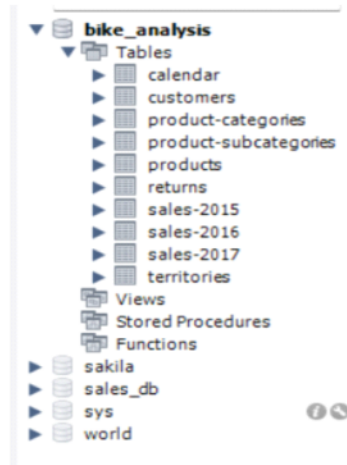 bike_analysis
Tables
calendar
customers
product-categories
product-subcategories
products
returns
sales-2015
sales-2016
sales-2017
territories
Views
Stored Procedures
Functions
sakila
sales_db
sys
world